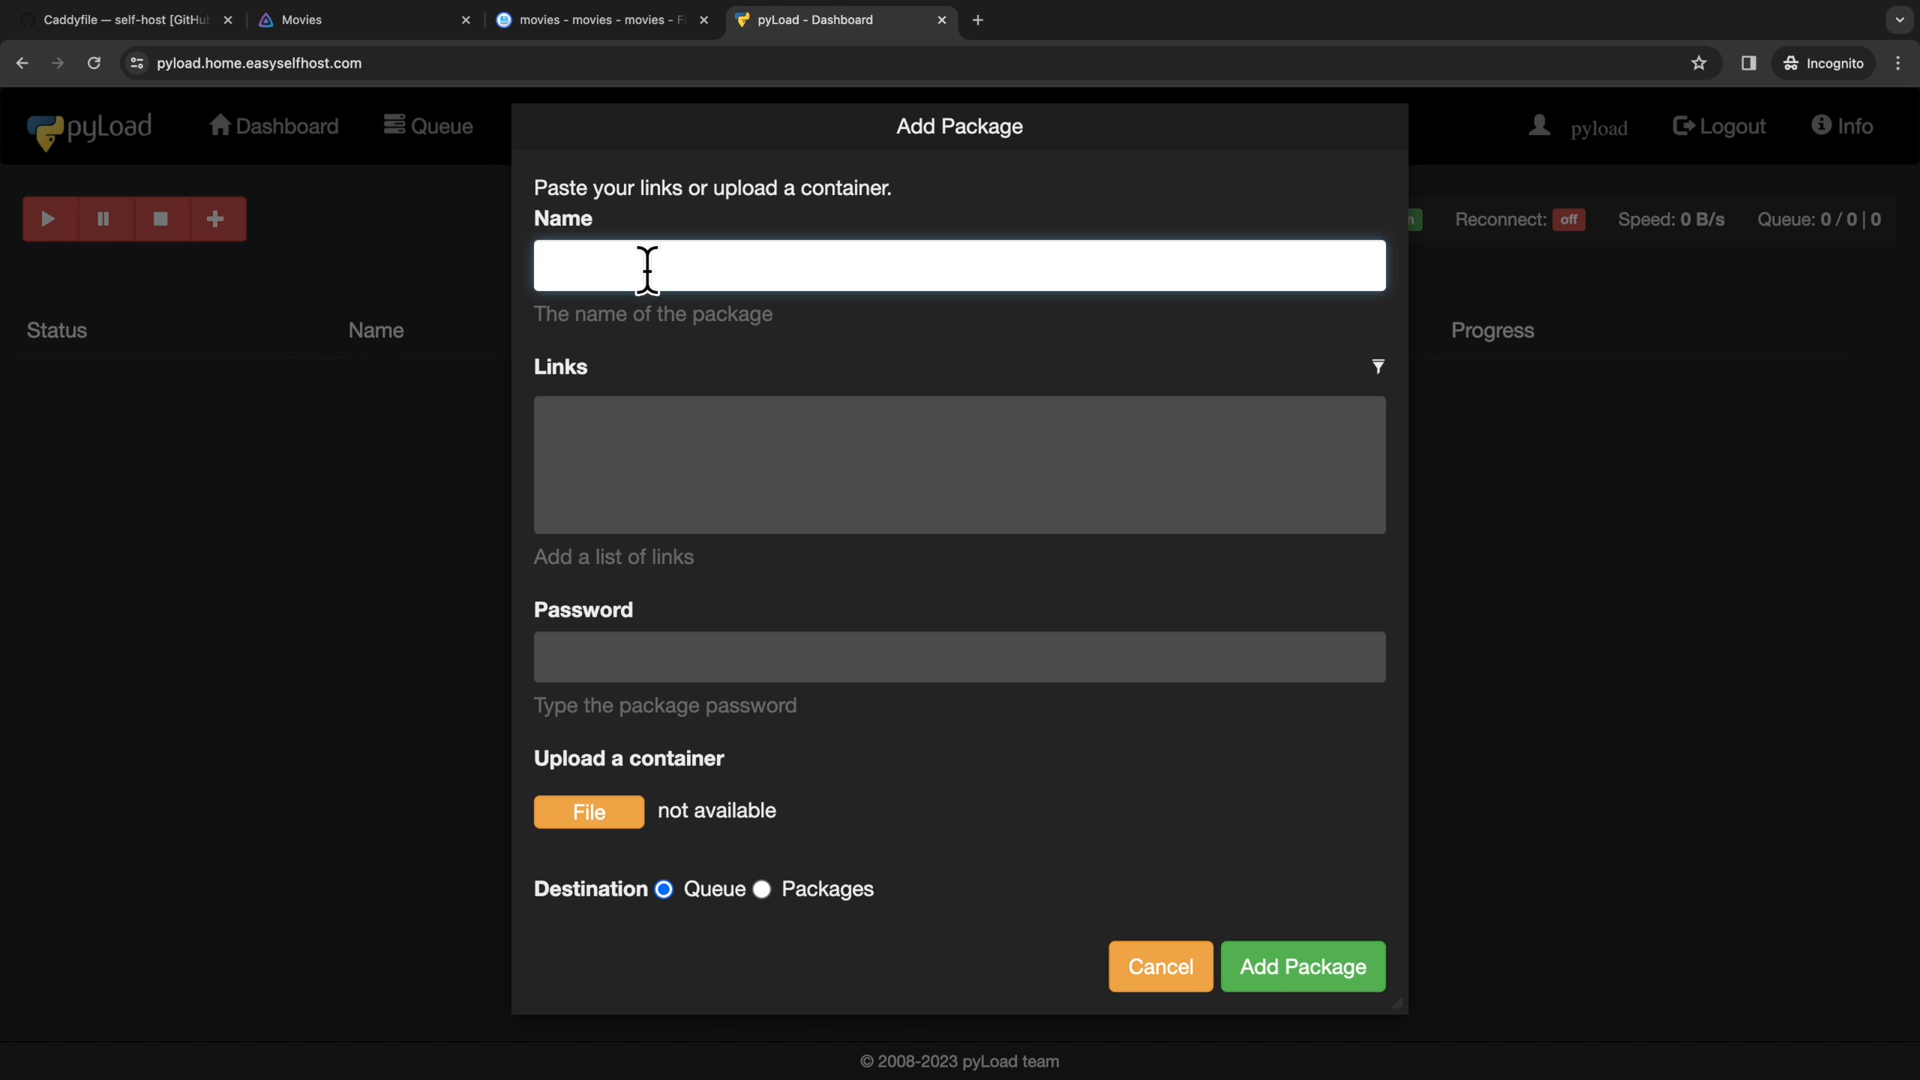 Caddyfile — self-host [GitHu
Movies
movies - movies - movies - F
pyLoad - Dashboard
pyload.home.easyselfhost.com
Incognito
pyLoad
Dashboard
Queue
Add Package
pyload
Logout
Info
Paste your links or upload a container.
Name
Reconnect: off
Speed: 0 B/s
Queue: 0 / 0 | 0
The name of the package
Status
Name
Progress
Links
Add a list of links
Password
Type the package password
Upload a container
File not available
Destination Queue Packages
Cancel
Add Package
© 2008-2023 pyLoad team